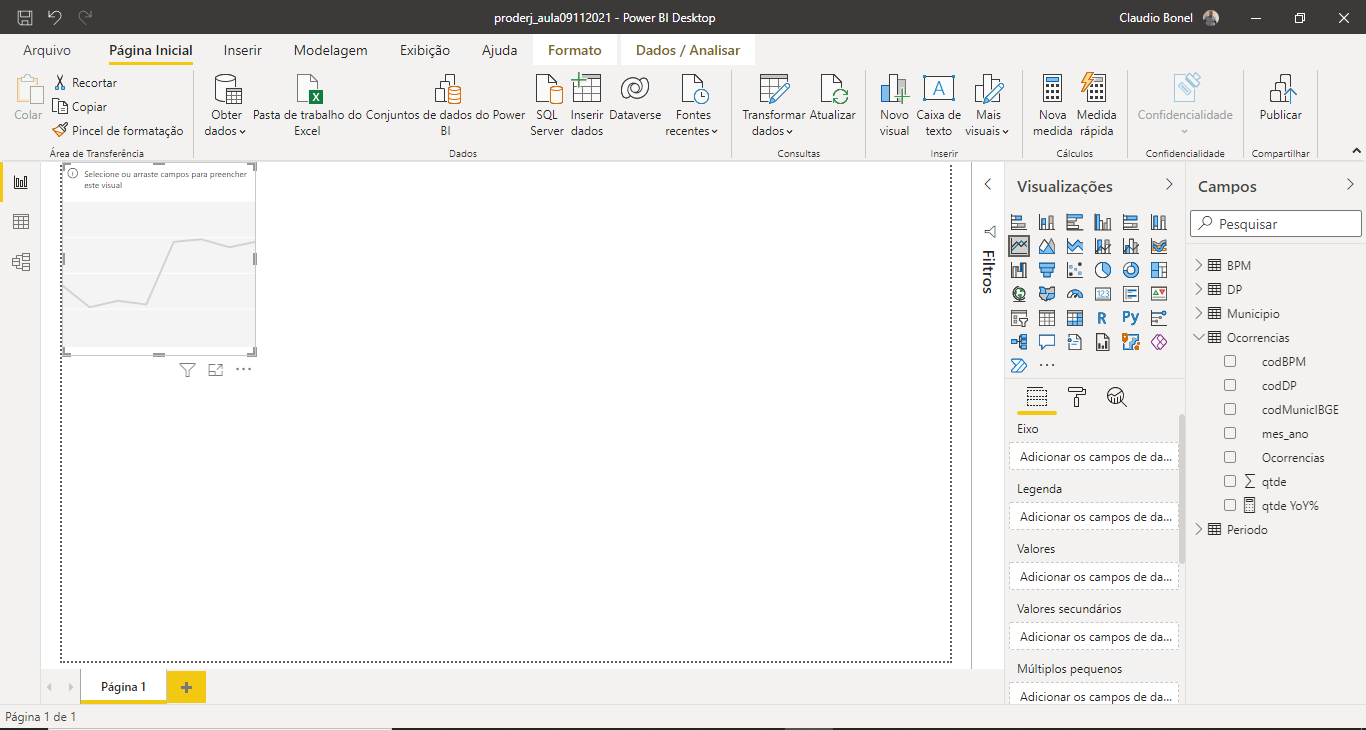 proderj_aula09112021 - Power BI Desktop
Claudio Bonel
Arquivo
Página Inicial
Inserir
Modelagem
Exibição
Ajuda
Formato
Dados / Analisar
Colar
Recortar
Copiar
Pincel de formatação
Área de Transferência
Obter
dados
Pasta de trabalho do
Excel
Conjuntos de dados do Power
BI
SQL
Server
Inserir
dados
Dataverse
Fontes
recentes
Dados
Transformar
dados
Atualizar
Consultas
Novo
visual
Caixa de
texto
Mais
visuais
Inserir
Nova
medida
Medida
rápida
Cálculos
Confidencialidade
Confidencialidade
Publicar
Compartilhar
Selecione ou arraste campos para preencher
este visual
Filtros
Visualizações
R
Py
123
A
Eixo
Adicionar os campos de da...
Legenda
Adicionar os campos de da...
Valores
Adicionar os campos de da...
Valores secundários
Adicionar os campos de da...
Múltiplos pequenos
Adicionar os campos de da...
Campos
Pesquisar
BPM
DP
Municipio
Ocorrencias
codBPM
codDP
codMunicIBGE
mes_ano
Ocorrencias
∑ qtde
qtde YoY%
Periodo
Página 1
Página 1 de 1